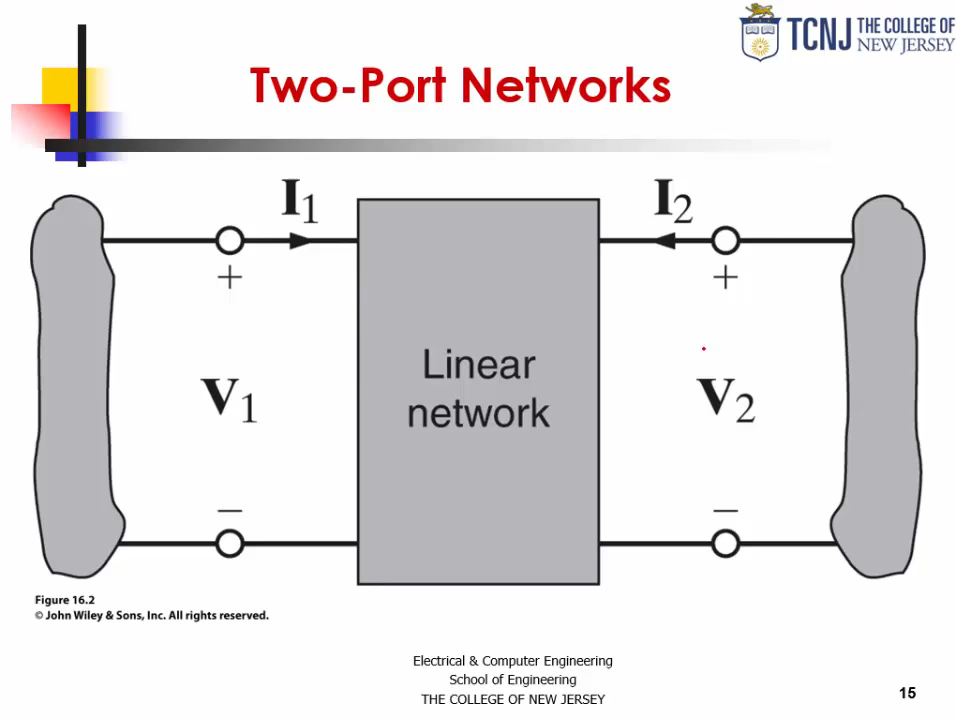 TCNJ THE COLLEGE OF
NEW JERSEY
Two-Port Networks
I1 I2
+ +
Linear
network
V1 V2
− −
Figure 16.2
© John Wiley & Sons, Inc. All rights reserved.
Electrical & Computer Engineering
School of Engineering
THE COLLEGE OF NEW JERSEY
15